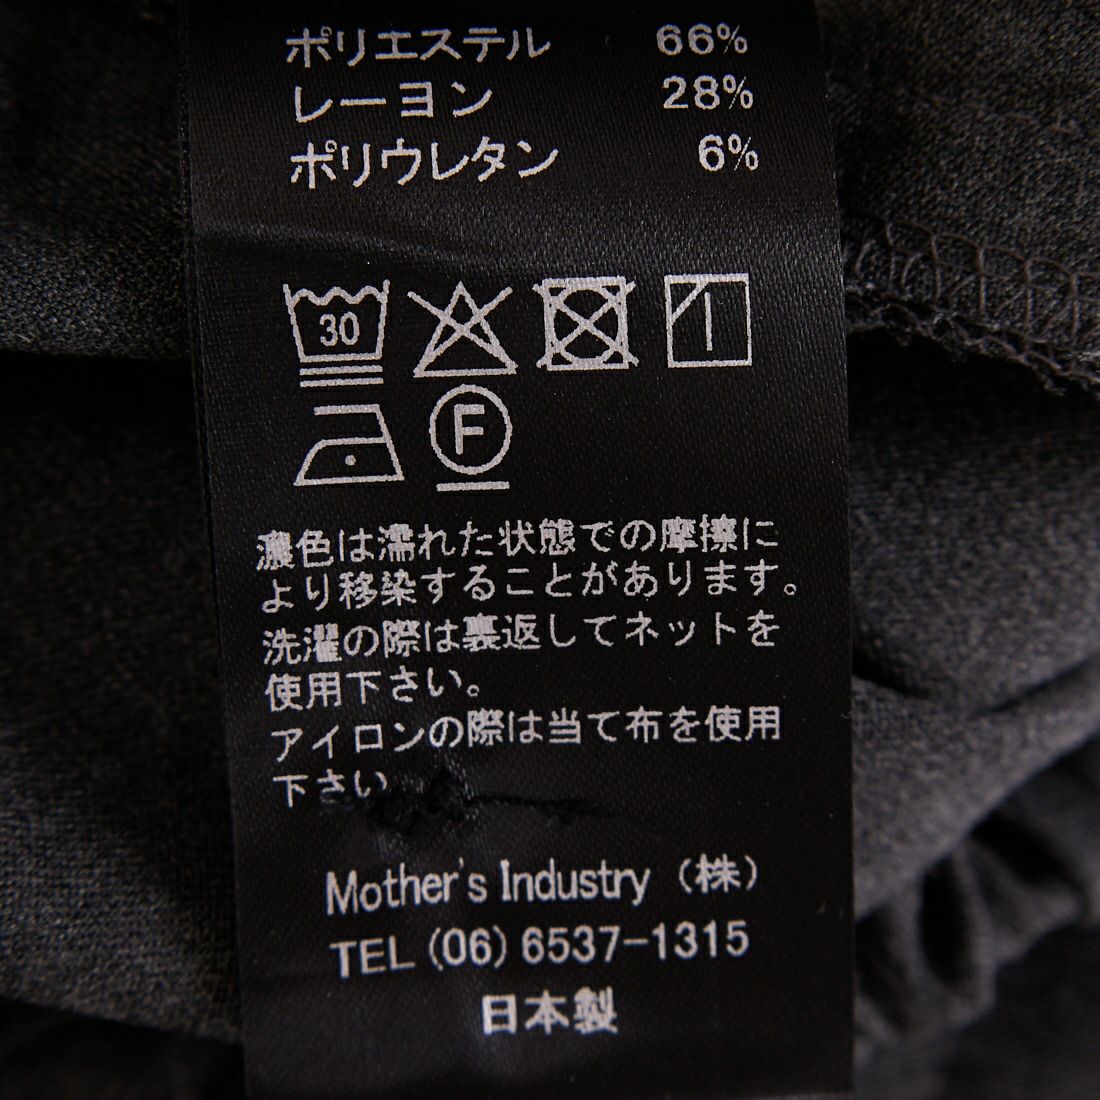 ポリエステル 66%
レーヨン 28%
ポリウレタン 6%
30
F
濃色は濡れた状態での摩擦に
より移染することがあります。
洗濯の際は裏返してネットを
使用下さい。
アイロンの際は当て布を使用
下さい
Mother's Industry (株)
TEL (06) 6537-1315
日本製